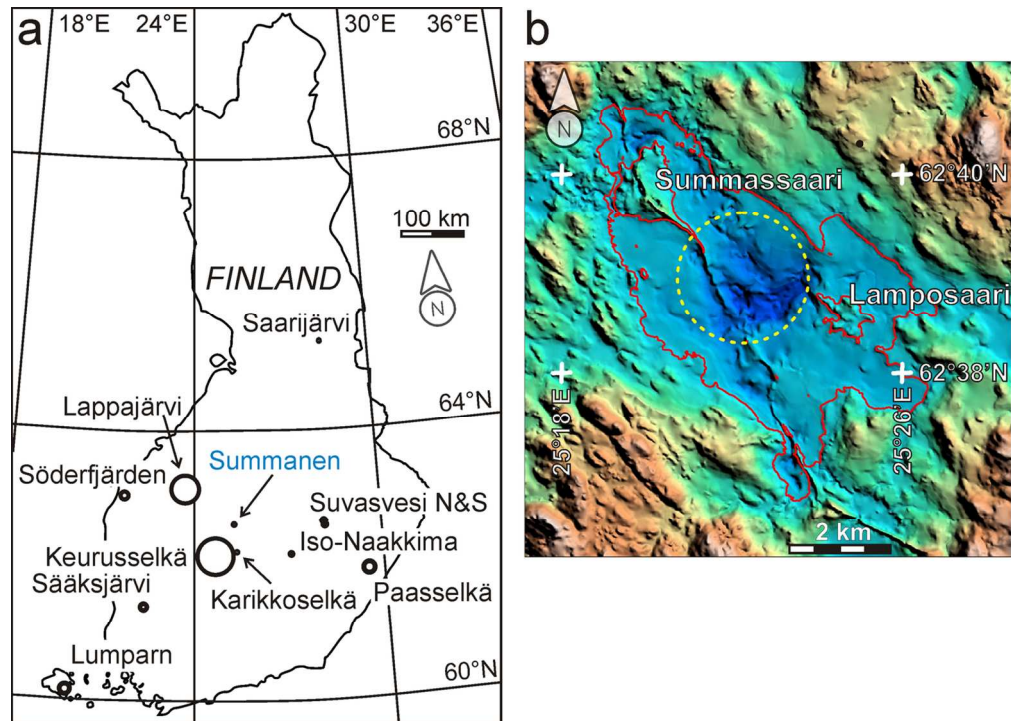 a
18°E 24°E 30°E 36°E
68°N
100 km
N
FINLAND
Saarijärvi
Lappajärvi
64°N
Summanen
Söderfjärden
Suvasvesi N&S
Iso-Naakkima
Keurusselkä
Sääksjärvi
Karikkoselkä
Paasselkä
Lumparn
60°N
b
N
Summassaari
62°40'N
Lamposaari
62°38'N
25°18'E
25°26'E
2 km